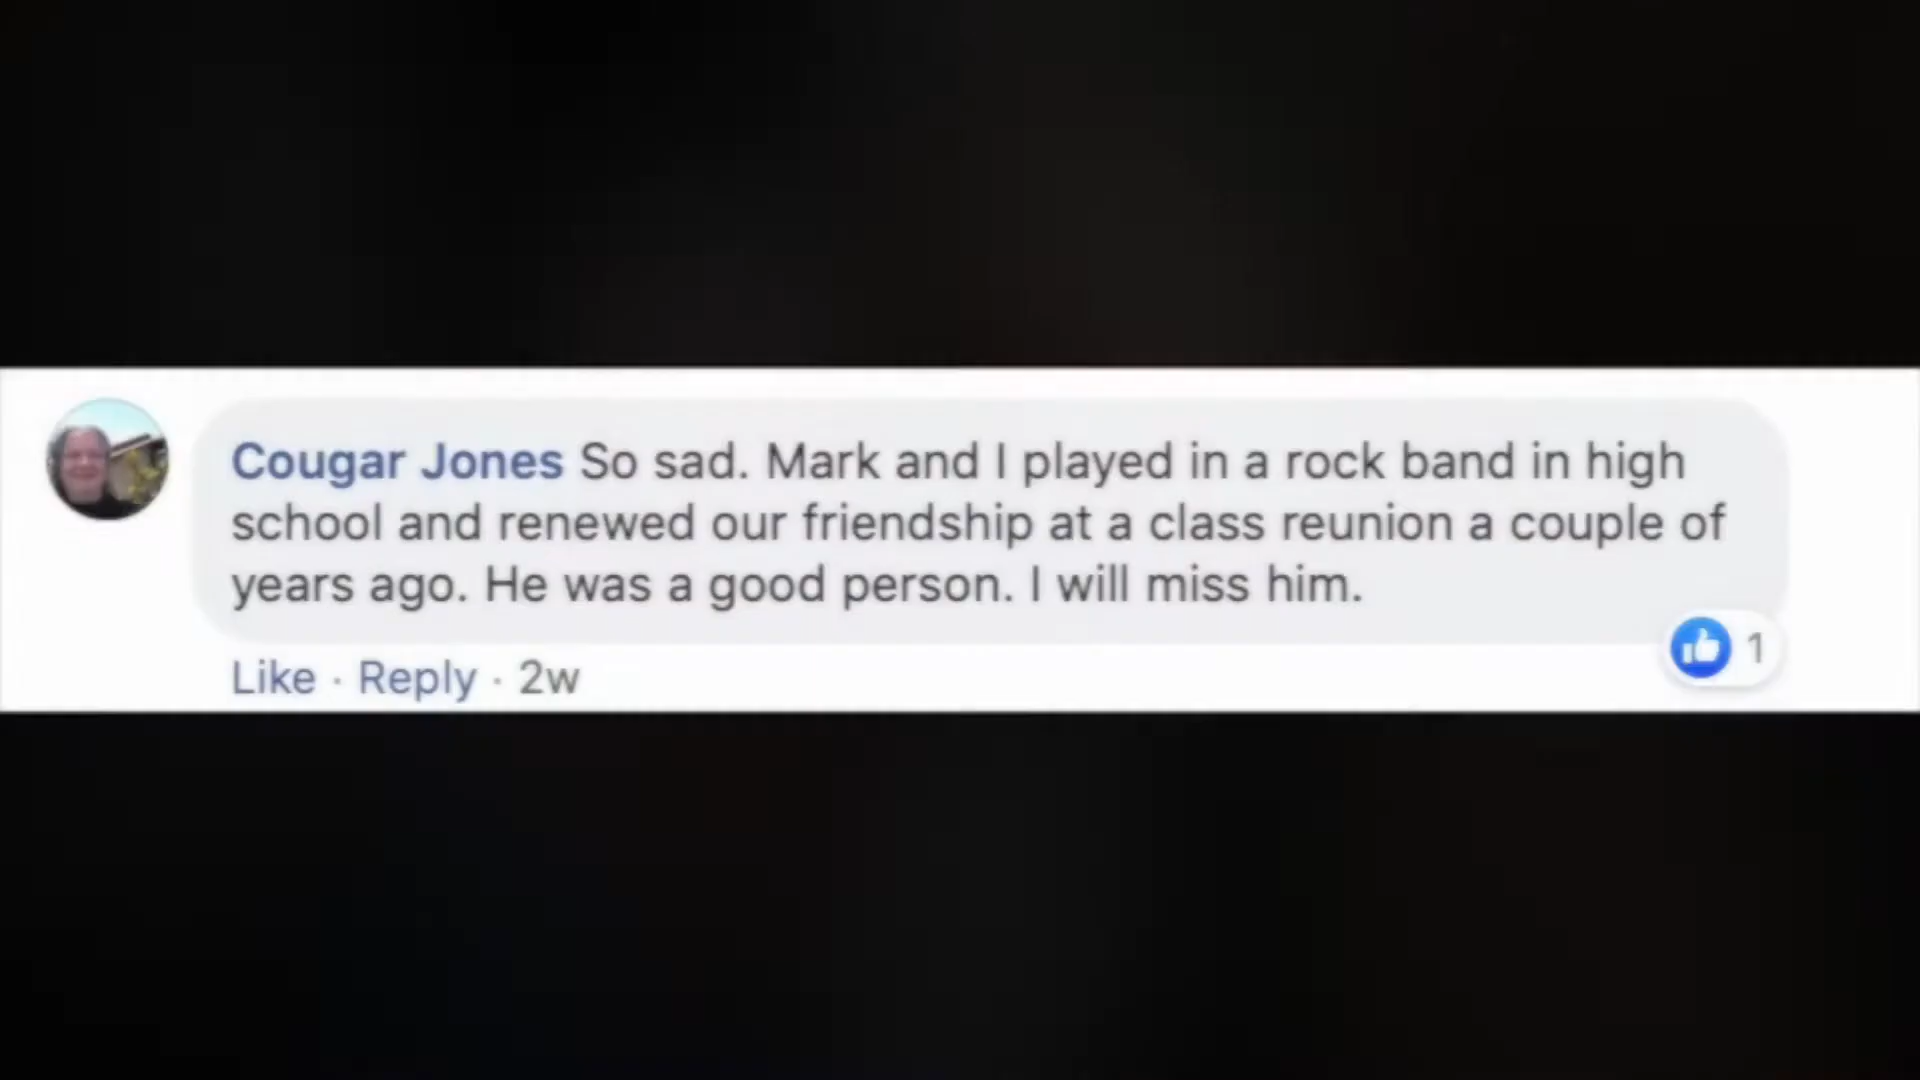 Cougar Jones So sad. Mark and I played in a rock band in high
school and renewed our friendship at a class reunion a couple of
years ago. He was a good person. I will miss him.
Like · Reply · 2w
1